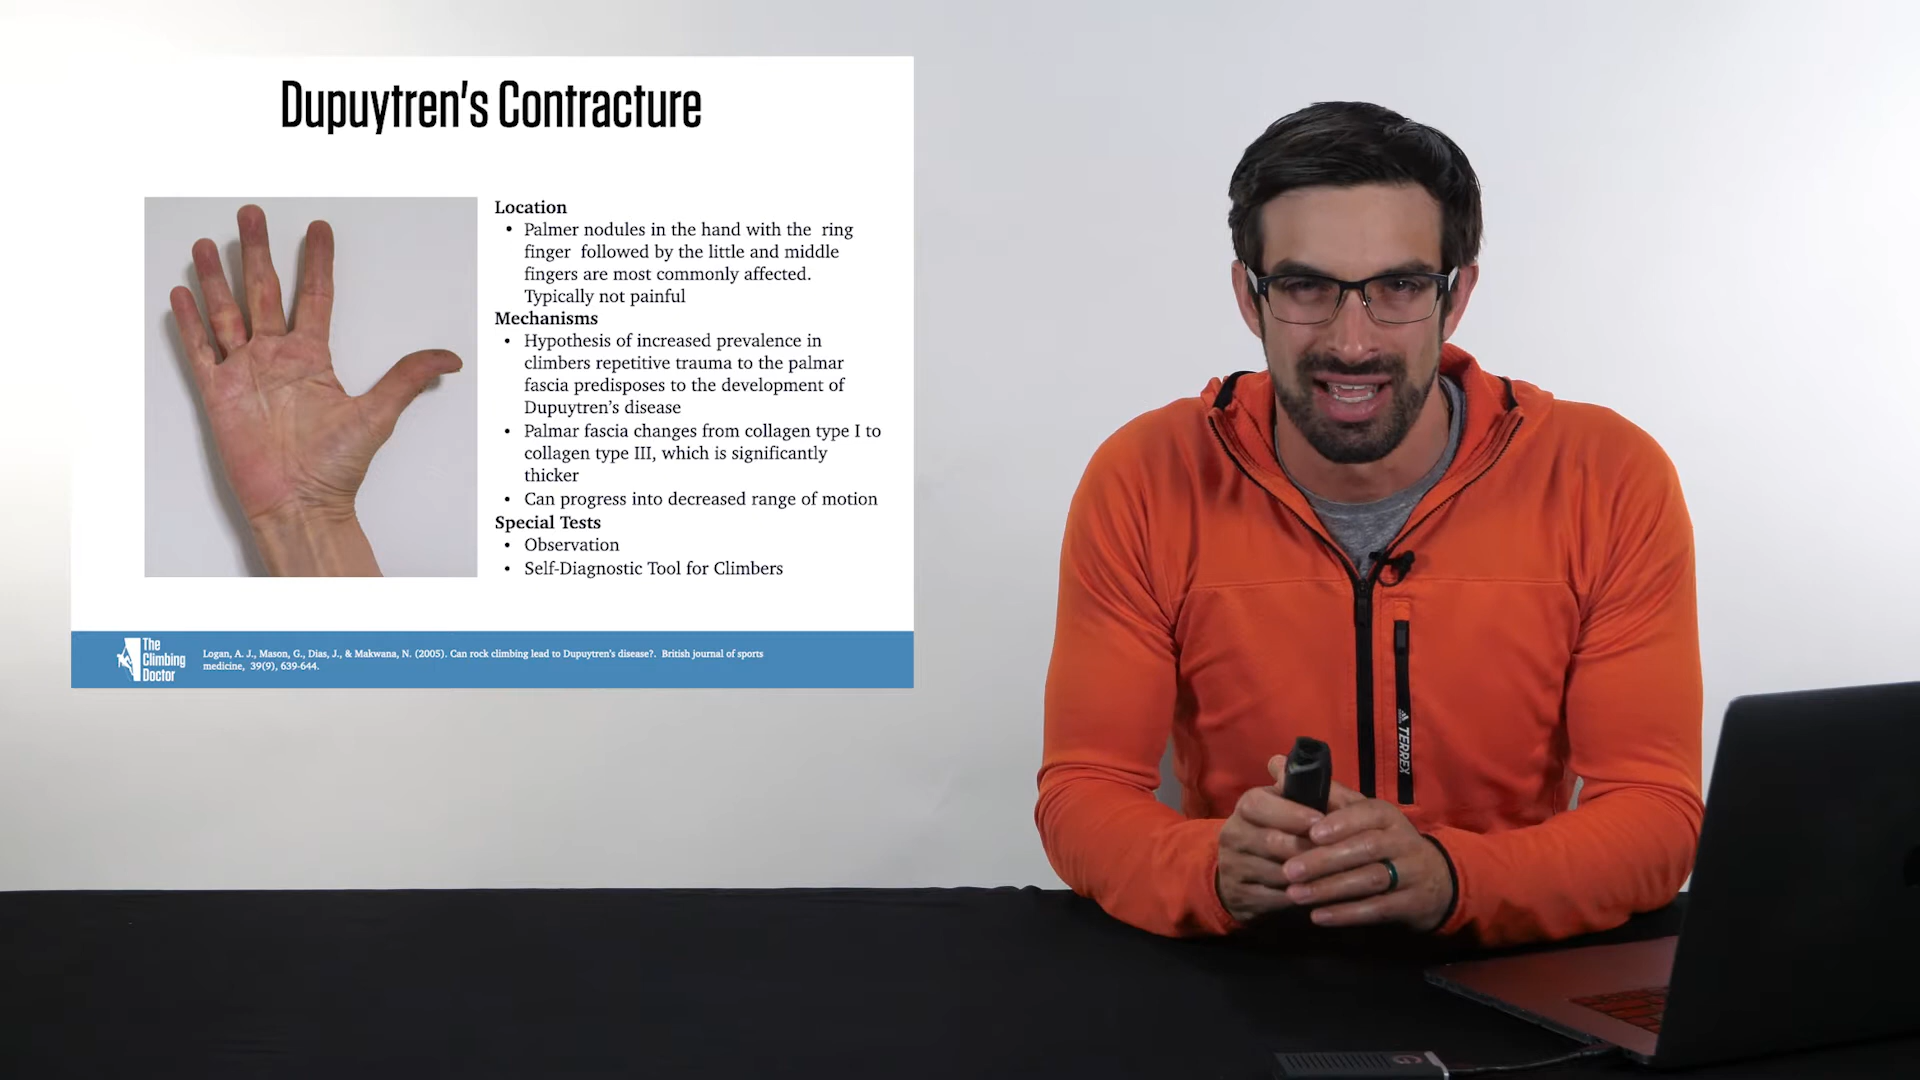 Dupuytren's Contracture
Location
• Palmer nodules in the hand with the ring
finger followed by the little and middle
fingers are most commonly affected.
Typically not painful
Mechanisms
• Hypothesis of increased prevalence in
climbers repetitive trauma to the palmar
fascia predisposes to the development of
Dupuytren's disease
• Palmar fascia changes from collagen type I to
collagen type III, which is significantly
thicker
• Can progress into decreased range of motion
Special Tests
• Observation
• Self-Diagnostic Tool for Climbers
The
Climbing
Doctor
Logan, A. J., Mason, G., Dias, J., & Makwana, N. (2005). Can rock climbing lead to Dupuytren's disease?. British journal of sports
medicine, 39(9), 639-644.
TERREX